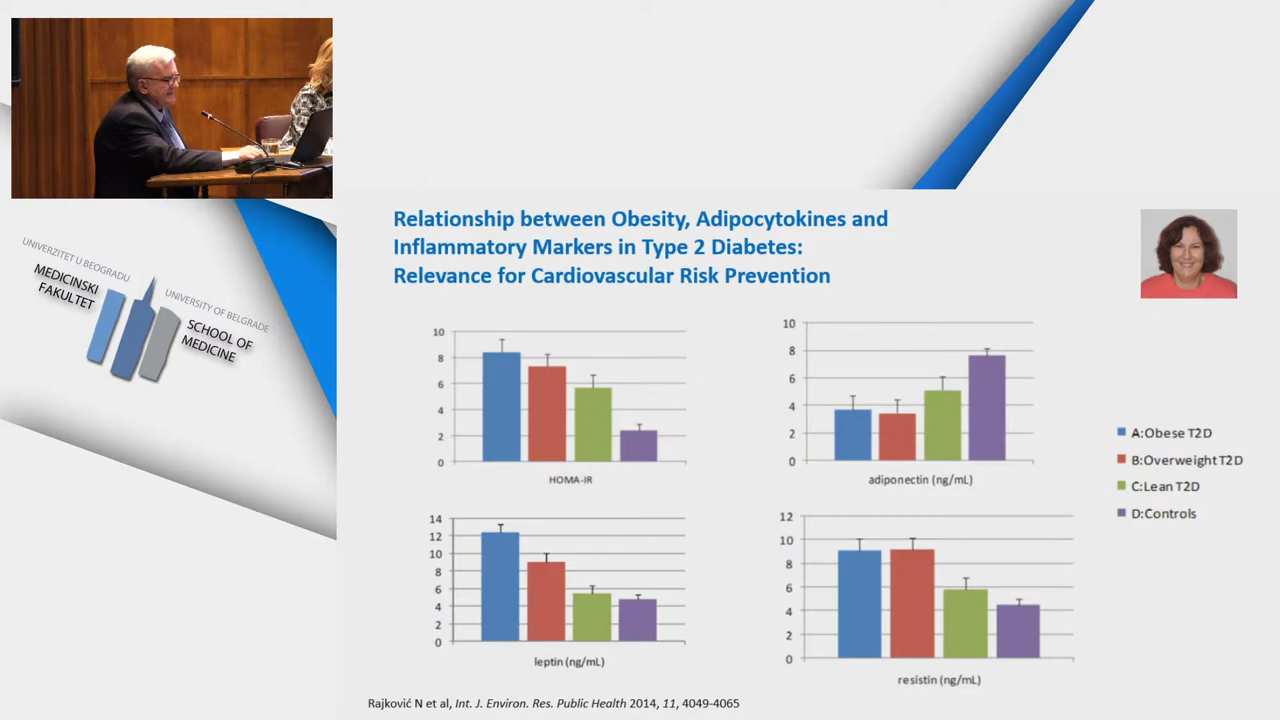 UNIVERZITET U BEOGRADU
MEDICINSKI
FAKULTET
UNIVERSITY OF BELGRADE
SCHOOL OF
MEDICINE
Relationship between Obesity, Adipocytokines and
Inflammatory Markers in Type 2 Diabetes:
Relevance for Cardiovascular Risk Prevention
10
8
6
4
2
0
HOMA-IR
10
8
6
4
2
0
adiponectin (ng/mL)
14
12
10
8
6
4
2
0
leptin (ng/mL)
12
10
8
6
4
2
0
resistin (ng/mL)
A:Obese T2D
B:Overweight T2D
C:Lean T2D
D:Controls
Rajković N et al, Int. J. Environ. Res. Public Health 2014, 11, 4049-4065